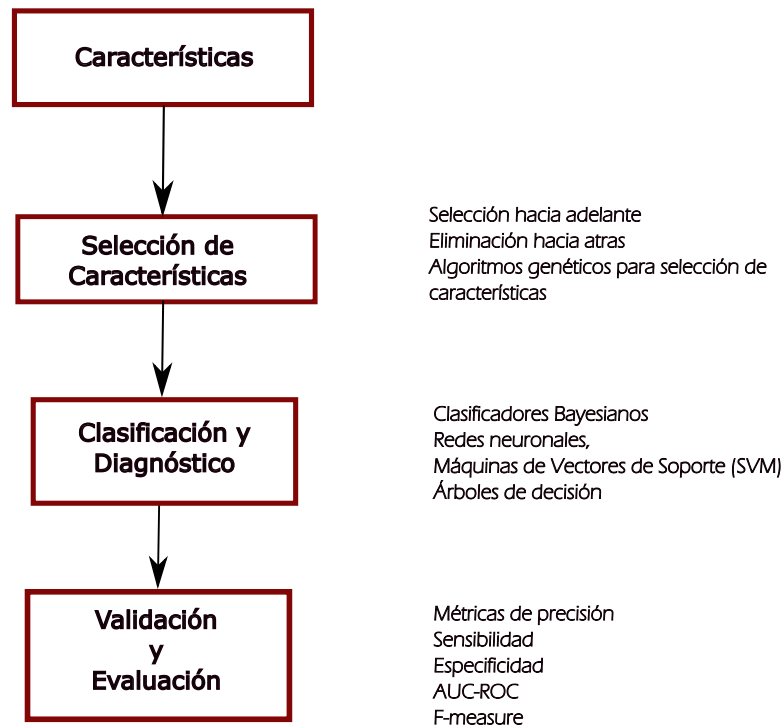 Características
Selección de
Características
Selección hacia adelante
Eliminación hacia atras
Algoritmos genéticos para selección de
características
Clasificación y
Diagnóstico
Clasificadores Bayesianos
Redes neuronales,
Máquinas de Vectores de Soporte (SVM)
Árboles de decisión
Validación
y
Evaluación
Métricas de precisión
Sensibilidad
Especificidad
AUC-ROC
F-measure